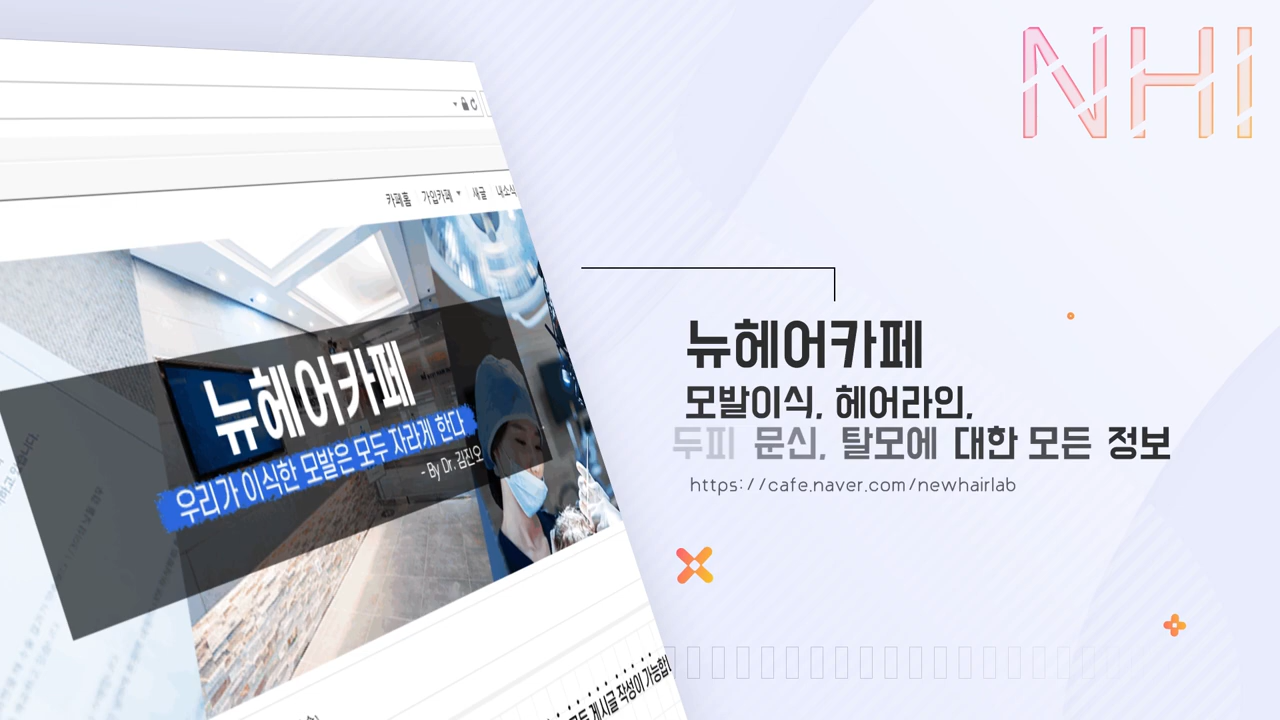 NHI
카페홈 가입카페 새글 내소식
뉴헤어카페
우리가 이식한 모발은 모두 자라게 한다
- By Dr. 김진오
뉴헤어카페
모발이식, 헤어라인,
두피 문신, 탈모에 대한 모든 정보
https://cafe.naver.com/newhairlab
게시글 작성이 가능합